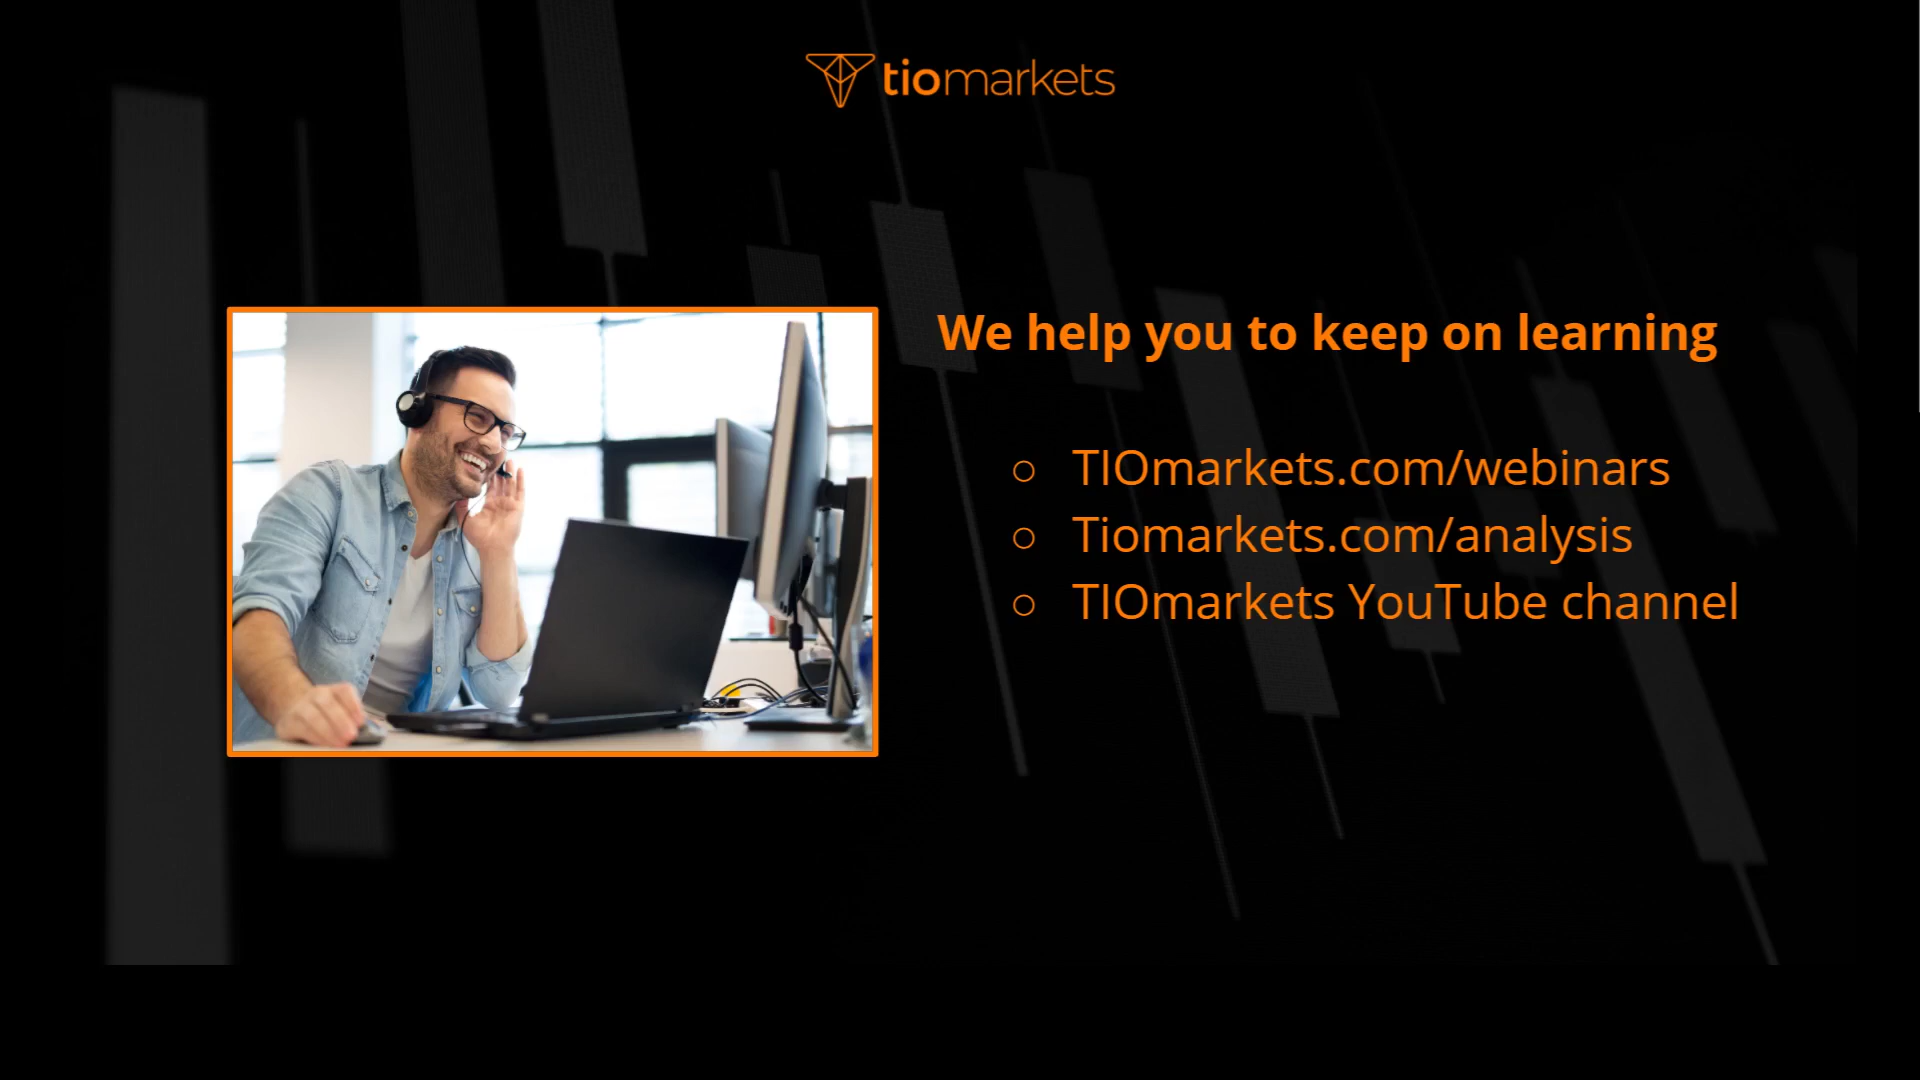 tiomarkets
We help you to keep on learning
TIOmarkets.com/webinars
Tiomarkets.com/analysis
TIOmarkets YouTube channel